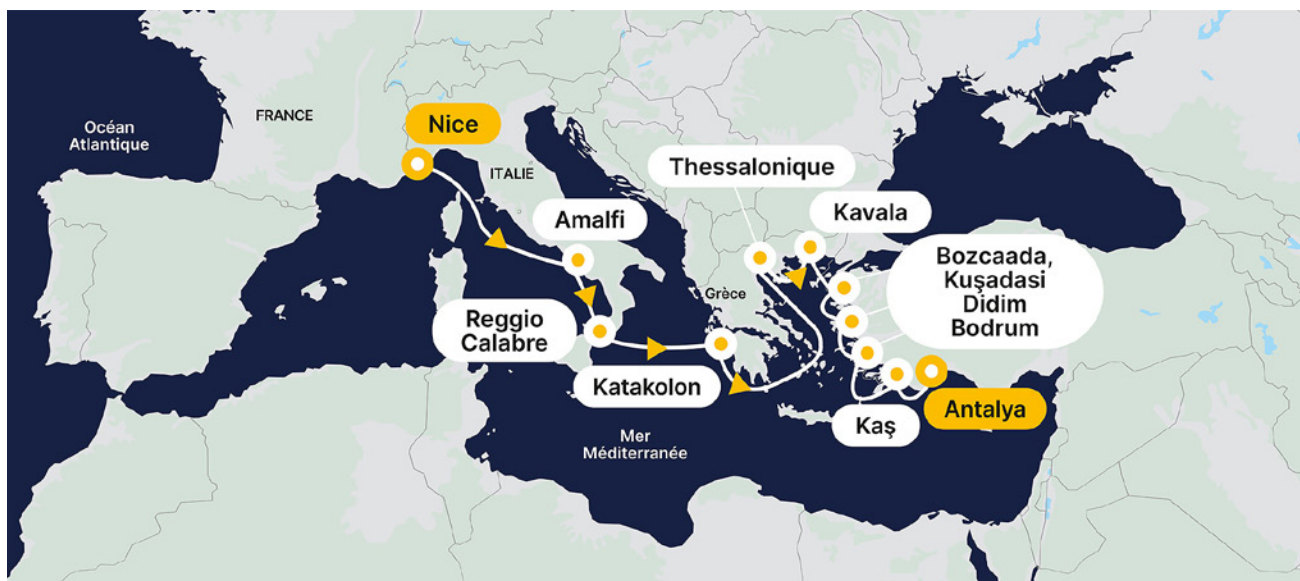 Océan
Atlantique
FRANCE
Nice
ITALIE
Amalfi
Reggio
Calabre
Thessalonique
Kavala
Bozcaada,
Kuşadasi
Didim
Bodrum
Grèce
Katakolon
Kaş
Antalya
Mer
Méditerranée